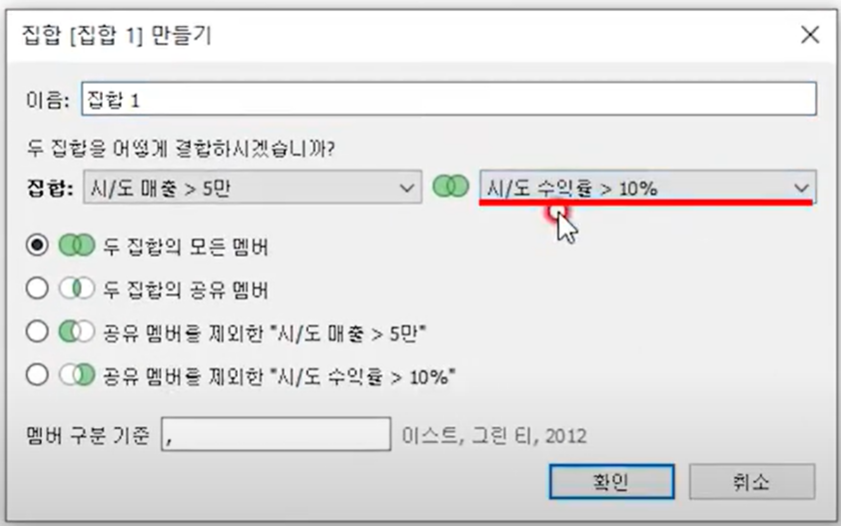 집합 [집합 1] 만들기
이름: 집합 1
두 집합을 어떻게 결합하시겠습니까?
집합: 시/도 매출 > 5만 시/도 수익률 > 10%
두 집합의 모든 멤버
두 집합의 공유 멤버
공유 멤버를 제외한 "시/도 매출 > 5만"
공유 멤버를 제외한 "시/도 수익률 > 10%"
멤버 구분 기준 , 이스트, 그린 티, 2012
확인 취소